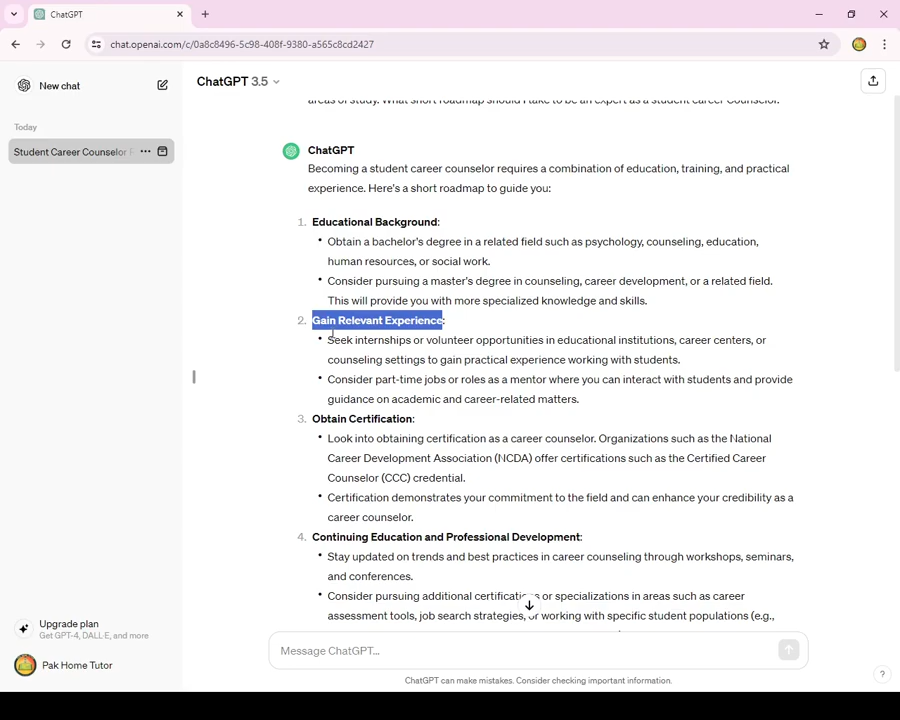 ChatGPT
chat.openai.com/c/0a8c8496-5c98-408f-9380-a565c8cd2427
New chat
Today
Student Career Counselor
Upgrade plan
Get GPT-4, DALL·E, and more
Pak Home Tutor
ChatGPT 3.5
areas of study. What short roadmap should I take to be an expert as a student career Counselor.
ChatGPT
Becoming a student career counselor requires a combination of education, training, and practical
experience. Here's a short roadmap to guide you:
1. Educational Background:
• Obtain a bachelor's degree in a related field such as psychology, counseling, education,
human resources, or social work.
• Consider pursuing a master's degree in counseling, career development, or a related field.
This will provide you with more specialized knowledge and skills.
2. Gain Relevant Experience:
• Seek internships or volunteer opportunities in educational institutions, career centers, or
counseling settings to gain practical experience working with students.
• Consider part-time jobs or roles as a mentor where you can interact with students and provide
guidance on academic and career-related matters.
3. Obtain Certification:
• Look into obtaining certification as a career counselor. Organizations such as the National
Career Development Association (NCDA) offer certifications such as the Certified Career
Counselor (CCC) credential.
• Certification demonstrates your commitment to the field and can enhance your credibility as a
career counselor.
4. Continuing Education and Professional Development:
• Stay updated on trends and best practices in career counseling through workshops, seminars,
and conferences.
• Consider pursuing additional certifications or specializations in areas such as career
assessment tools, job search strategies, or working with specific student populations (e.g.,
Message ChatGPT...
ChatGPT can make mistakes. Consider checking important information.
?